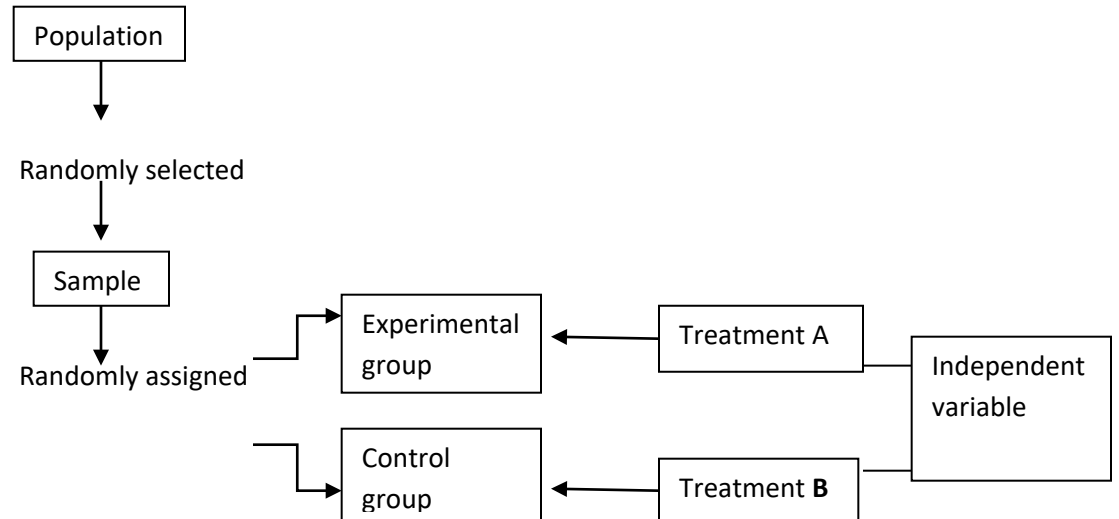 Population
Randomly selected
Sample
Randomly assigned
Experimental
group
Treatment A
Independent
variable
Control
group
Treatment B